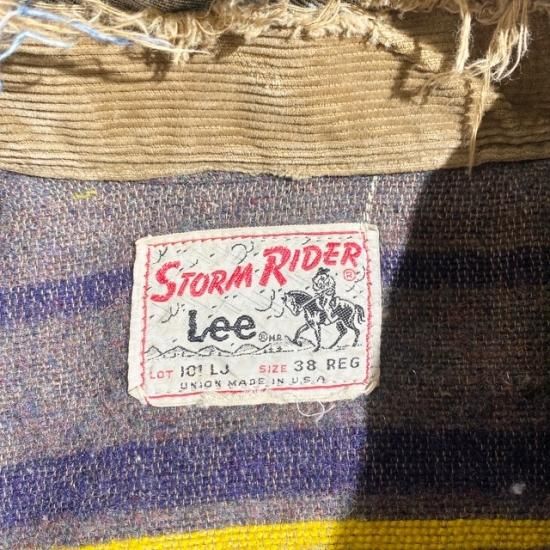 STORM RIDER ®
Lee ® M.R.
LOT 101 LJ SIZE 38 REG
UNION MADE IN U.S.A.